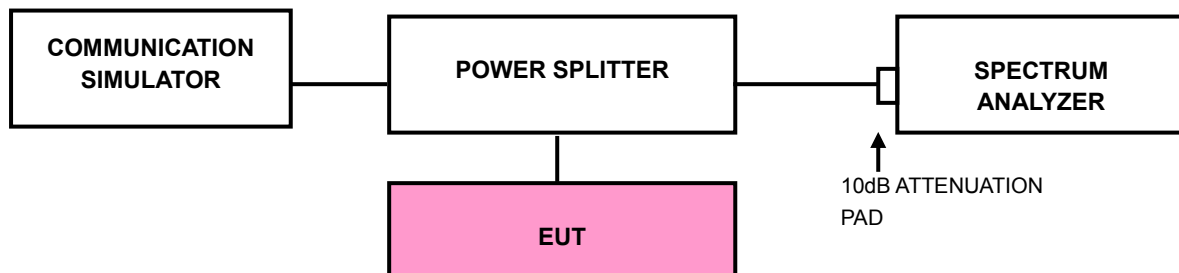 COMMUNICATION
SIMULATOR
POWER SPLITTER
SPECTRUM
ANALYZER
10dB ATTENUATION
PAD
EUT